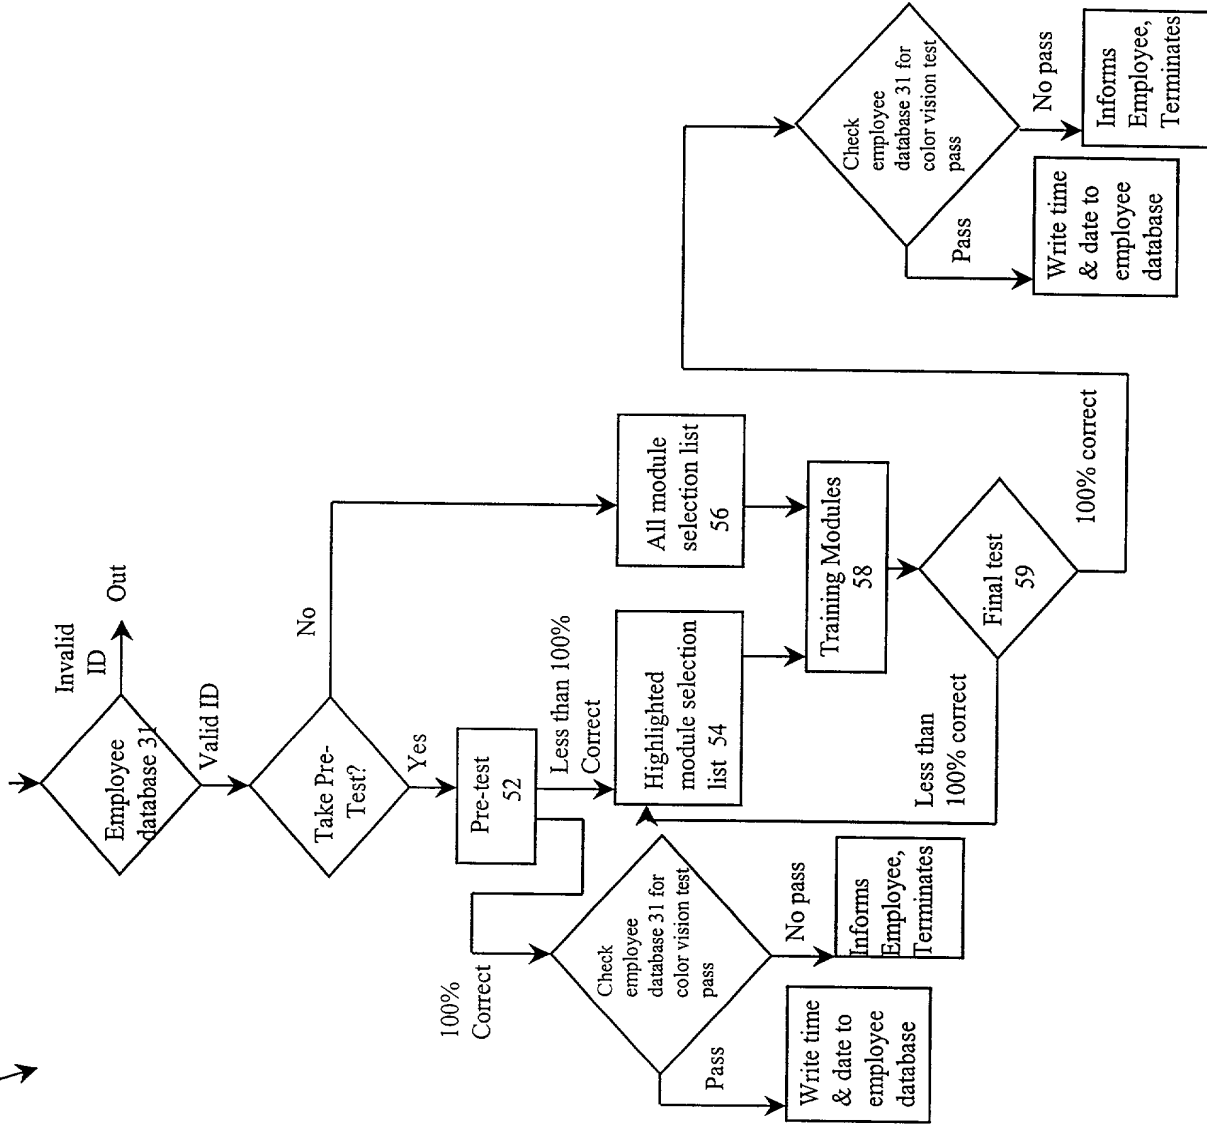 Employee
database 31
Invalid
ID
Out
Valid ID
Take Pre-
Test?
No
Yes
Pre-test
52
100%
Correct
Less than 100%
Correct
Check
employee
database 31 for
color vision test
pass
Pass
No pass
Write time
& date to
employee
database
Informs
Employee,
Terminates
Highlighted
module selection
list 54
All module
selection list
56
Training Modules
58
Final test
59
Less than
100% correct
100% correct
Check
employee
database 31 for
color vision test
pass
Pass
No pass
Write time
& date to
employee
database
Informs
Employee,
Terminates